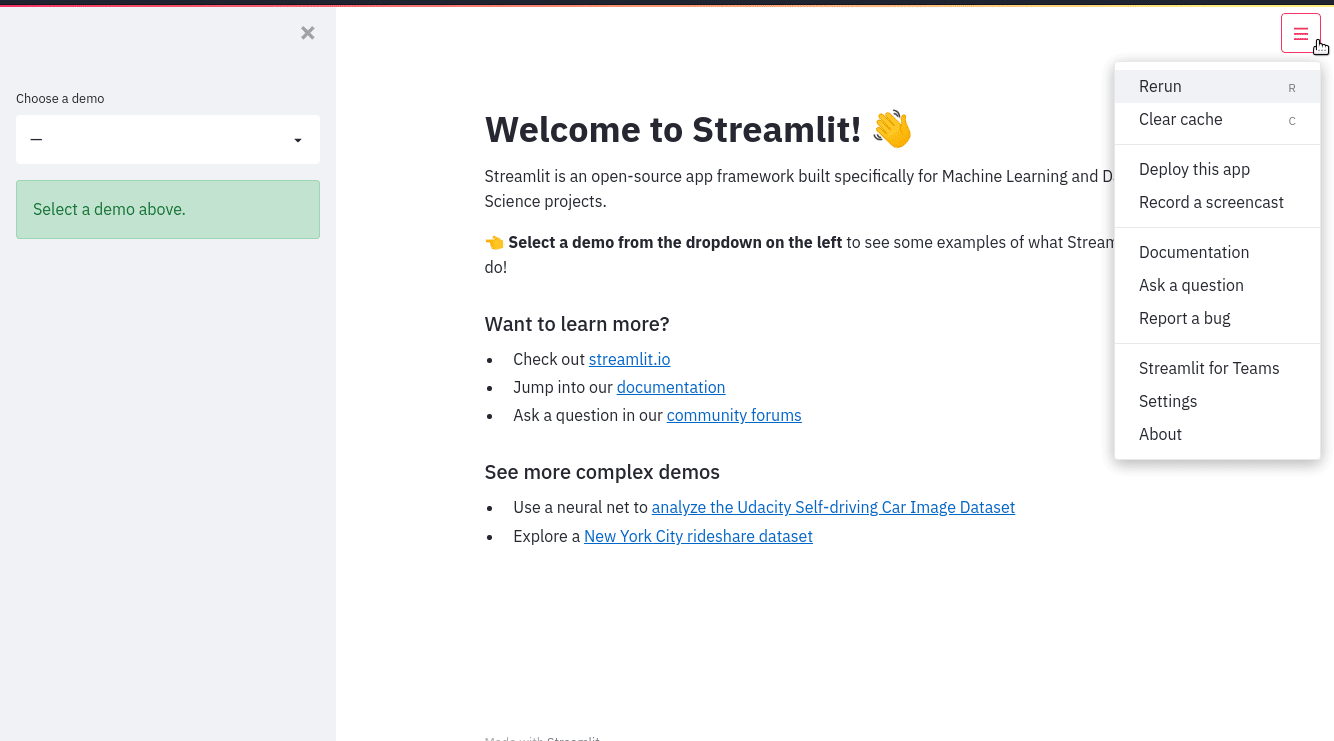 Choose a demo
—
Select a demo above.
Welcome to Streamlit! 👋
Streamlit is an open-source app framework built specifically for Machine Learning and D
Science projects.
👈 Select a demo from the dropdown on the left to see some examples of what Stream
do!
Want to learn more?
• Check out streamlit.io
• Jump into our documentation
• Ask a question in our community forums
See more complex demos
• Use a neural net to analyze the Udacity Self-driving Car Image Dataset
• Explore a New York City rideshare dataset
Made with Streamlit
Rerun R
Clear cache C
Deploy this app
Record a screencast
Documentation
Ask a question
Report a bug
Streamlit for Teams
Settings
About